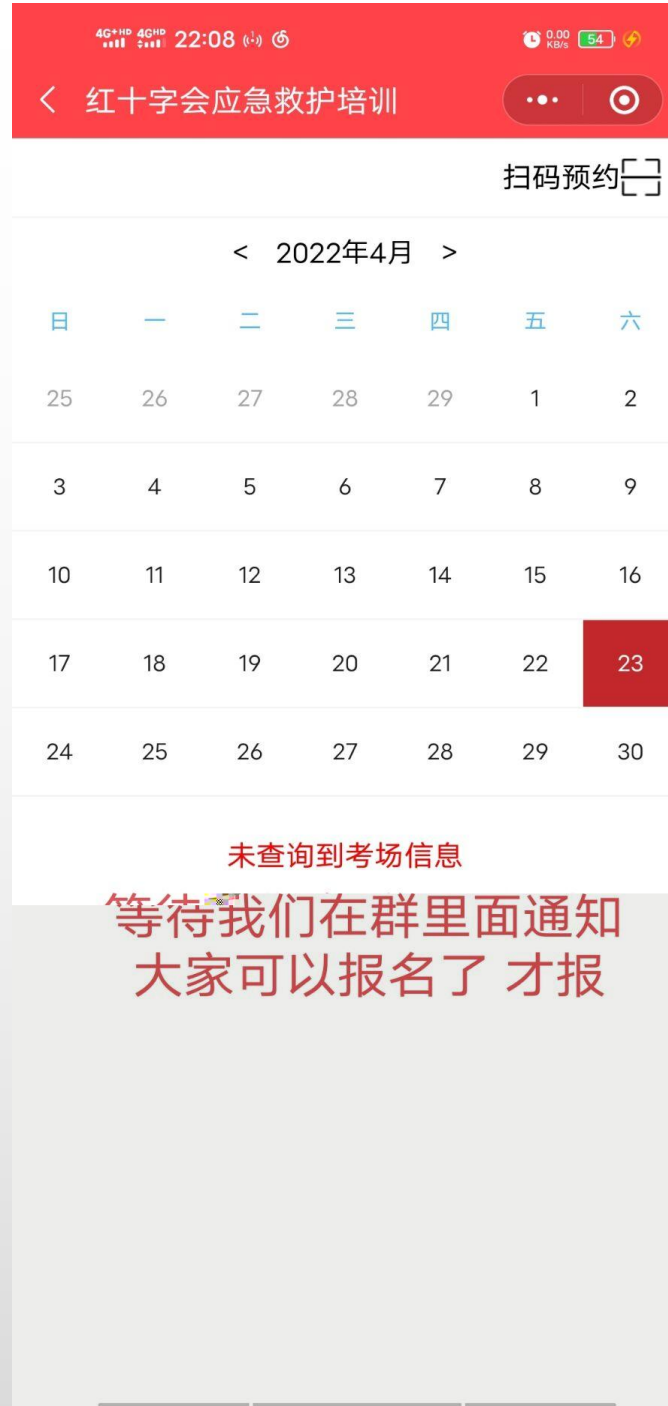 4G+HD 4GHD 22:08 0.00 KB/s 54
红十字会应急救护培训
扫码预约
< 2022年4月 >
日 一 二 三 四 五 六
25 26 27 28 29 1 2
3 4 5 6 7 8 9
10 11 12 13 14 15 16
17 18 19 20 21 22 23
24 25 26 27 28 29 30
未查询到考场信息
等待我们在群里面通知
大家可以报名了 才报